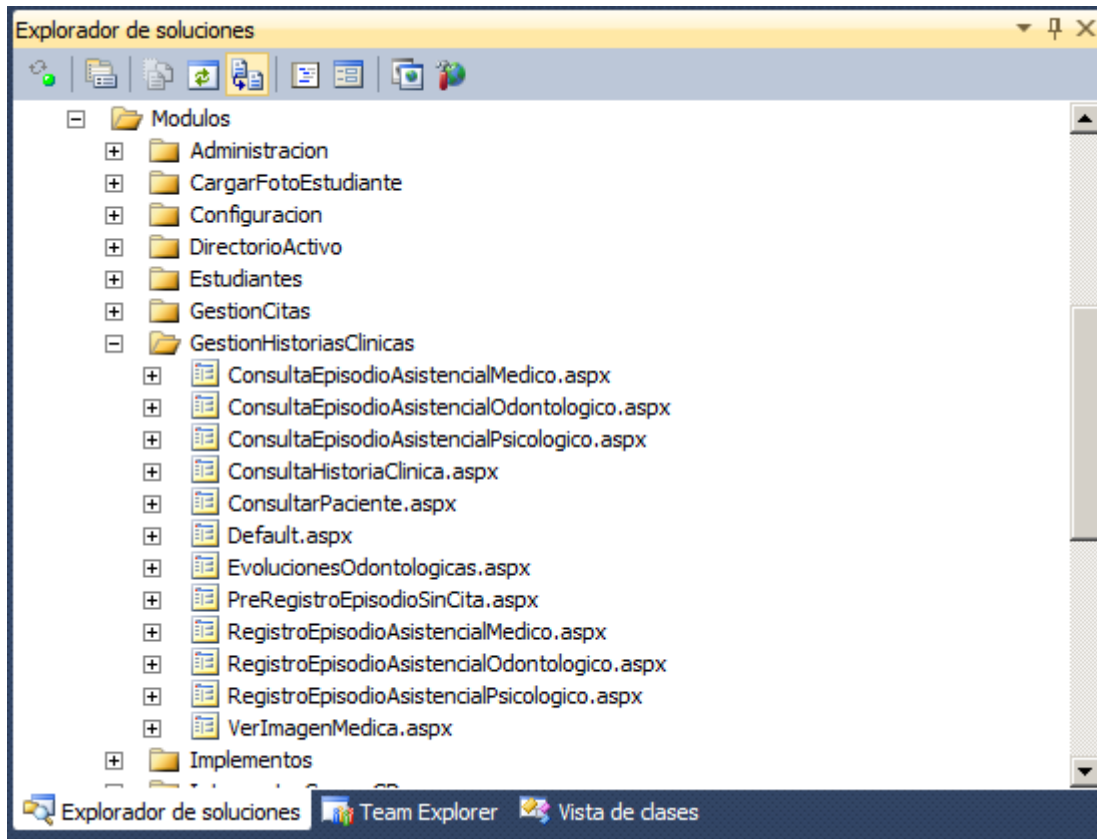 Explorador de soluciones
Modulos
Administracion
CargarFotoEstudiante
Configuracion
DirectorioActivo
Estudiantes
GestionCitas
GestionHistoriasClinicas
ConsultaEpisodioAsistencialMedico.aspx
ConsultaEpisodioAsistencialOdontologico.aspx
ConsultaEpisodioAsistencialPsicologico.aspx
ConsultaHistoriaClinica.aspx
ConsultarPaciente.aspx
Default.aspx
EvolucionesOdontologicas.aspx
PreRegistroEpisodioSinCita.aspx
RegistroEpisodioAsistencialMedico.aspx
RegistroEpisodioAsistencialOdontologico.aspx
RegistroEpisodioAsistencialPsicologico.aspx
VerImagenMedica.aspx
Implementos
Explorador de soluciones Team Explorer Vista de clases